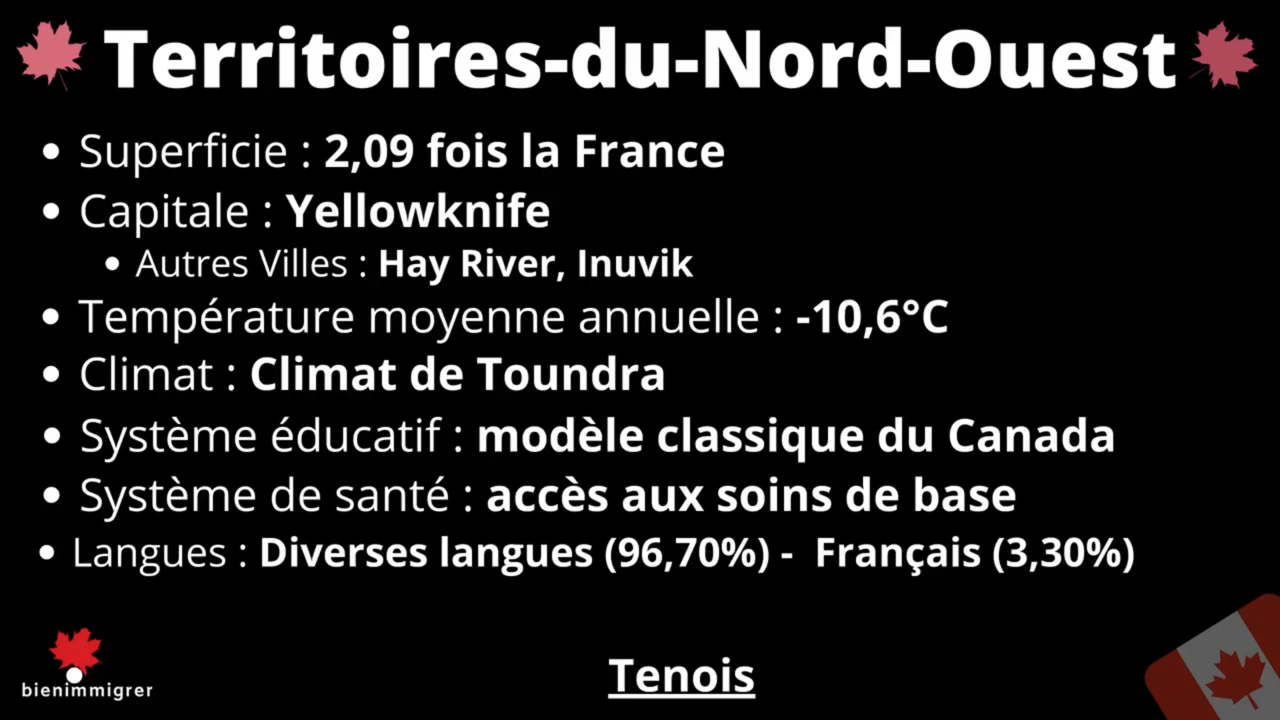 Territoires-du-Nord-Ouest
• Superficie : 2,09 fois la France
• Capitale : Yellowknife
• Autres Villes : Hay River, Inuvik
• Température moyenne annuelle : -10,6°C
• Climat : Climat de Toundra
• Système éducatif : modèle classique du Canada
• Système de santé : accès aux soins de base
• Langues : Diverses langues (96,70%) - Français (3,30%)
bienimmigrer
Tenois